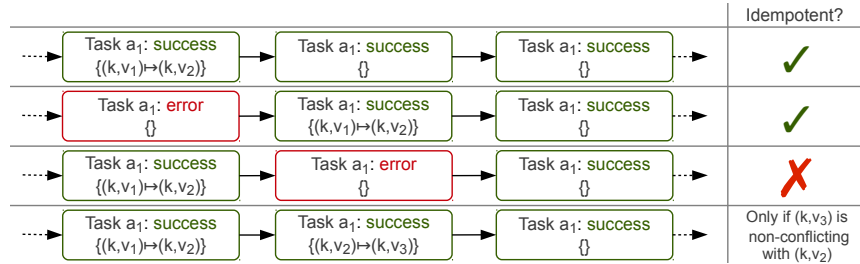 Idempotent?
Task a₁: success
{(k,v₁)↦(k,v₂)}
Task a₁: success
{}
Task a₁: success
{}
✓
Task a₁: error
{}
Task a₁: success
{(k,v₁)↦(k,v₂)}
Task a₁: success
{}
✓
Task a₁: success
{(k,v₁)↦(k,v₂)}
Task a₁: error
{}
Task a₁: success
{}
✗
Task a₁: success
{(k,v₁)↦(k,v₂)}
Task a₁: success
{(k,v₂)↦(k,v₃)}
Task a₁: success
{}
Only if (k,v₃) is
non-conflicting
with (k,v₂)